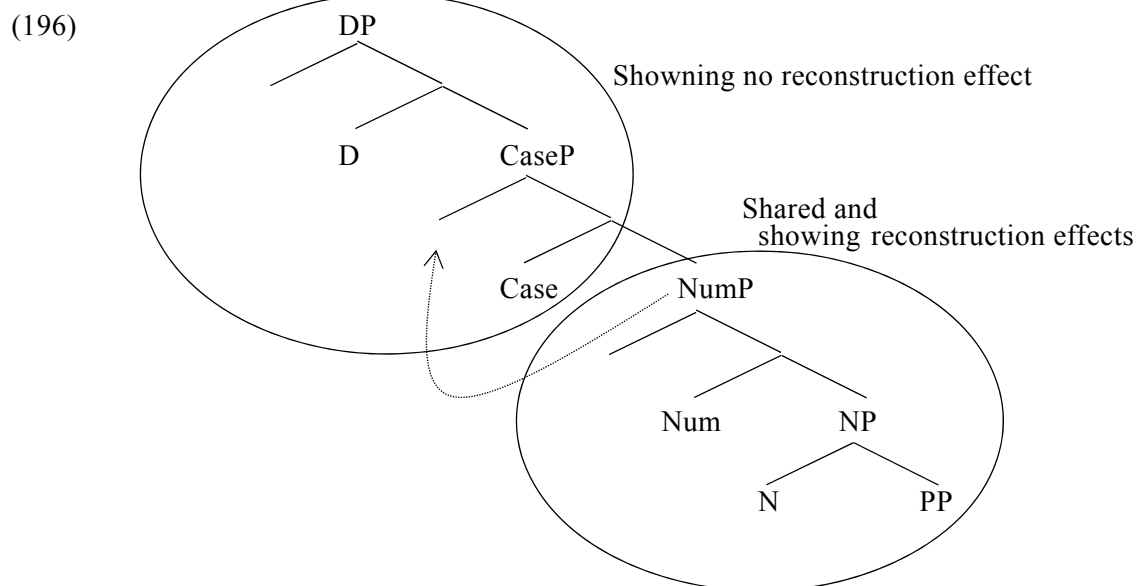 (196)
DP
Showning no reconstruction effect
D CaseP
Shared and
showing reconstruction effects
Case NumP
Num NP
N PP